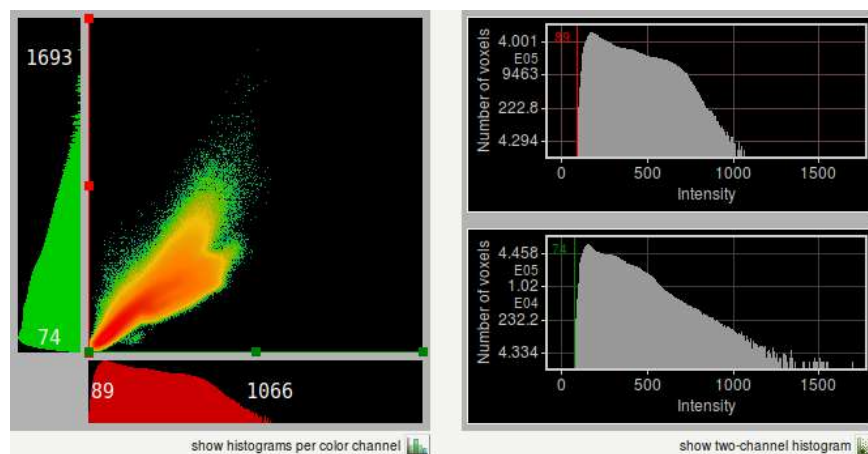 1693
74
89 1066
show histograms per color channel
Number of voxels
4.001
E05
9463
222.8
4.294
89
0 500 1000 1500
Intensity
Number of voxels
4.458
E05
1.02
E04
232.2
4.334
74
0 500 1000 1500
Intensity
show two-channel histogram